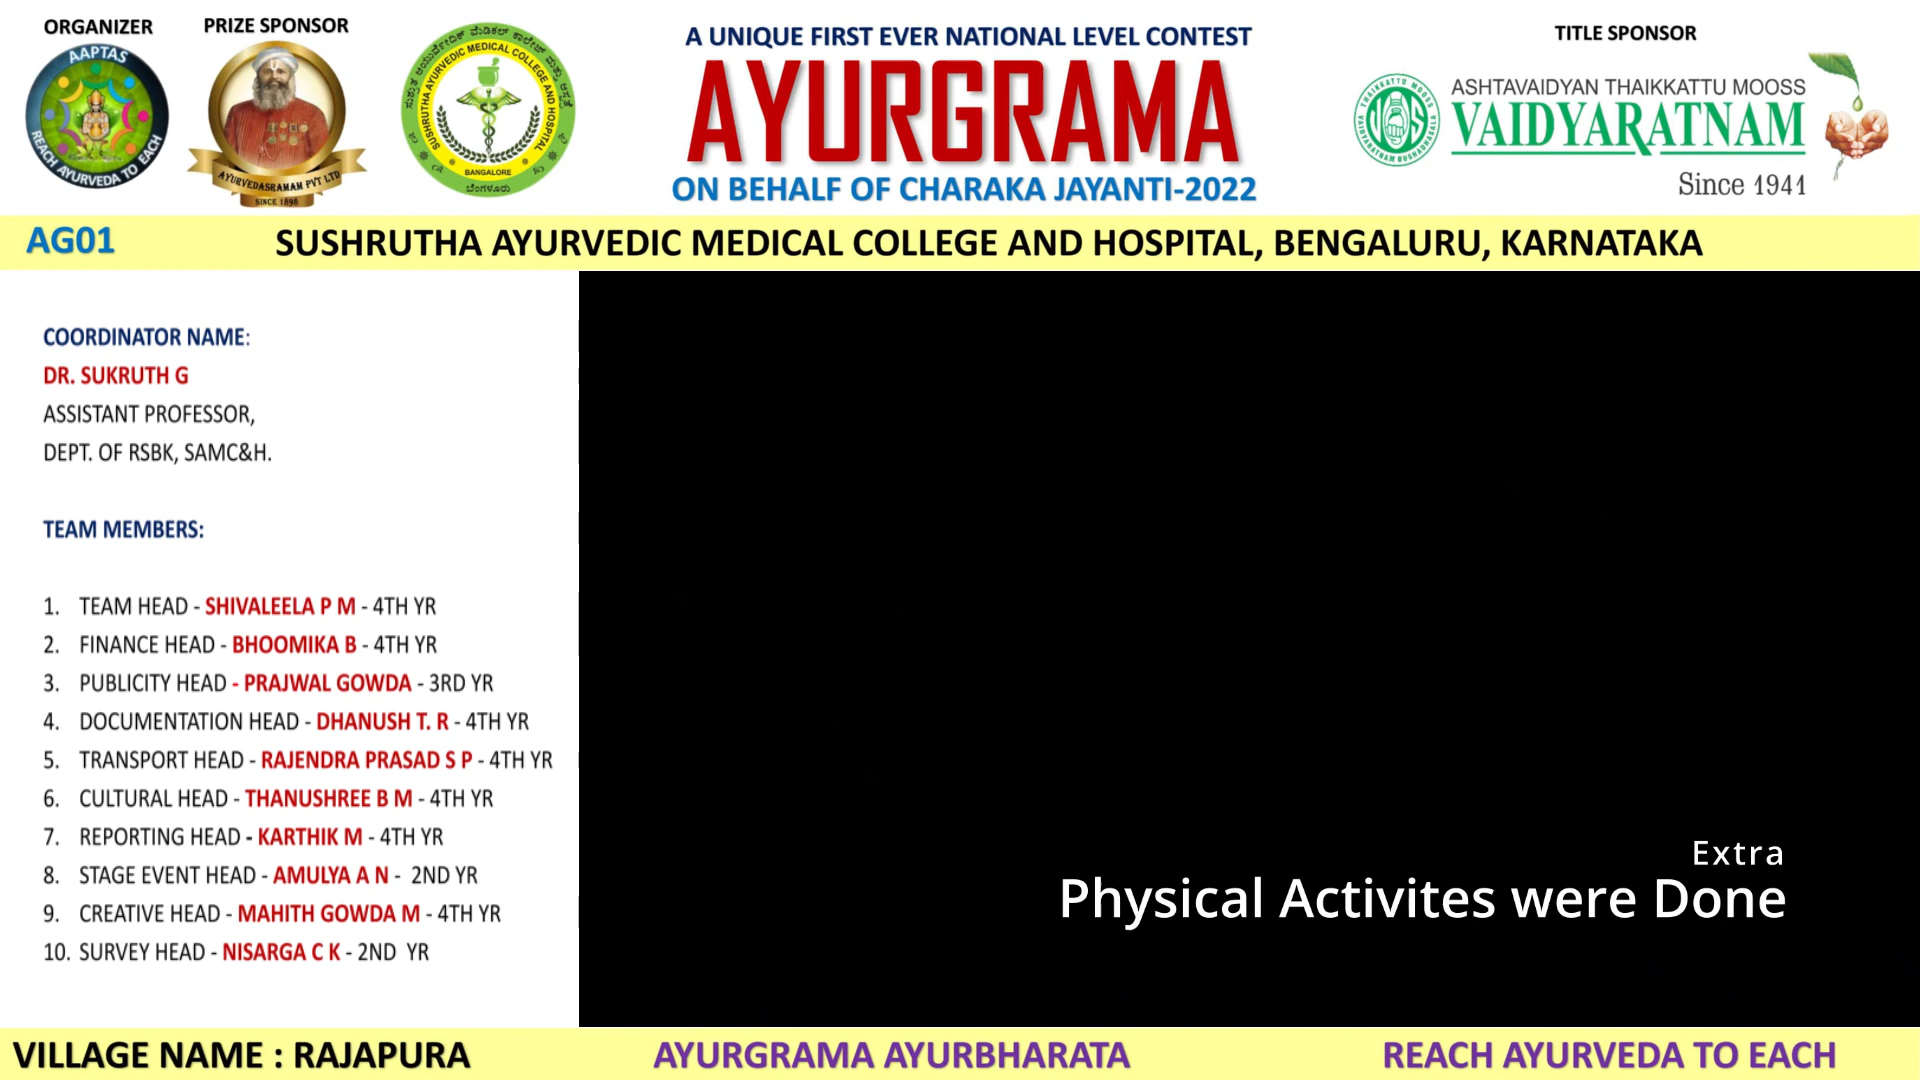 ORGANIZER
AAPTAS
REACH AYURVEDA TO EACH
PRIZE SPONSOR
AYURVEDASRAMAM PVT LTD
SINCE 1898
SUSHRUTHA AYURVEDIC MEDICAL COLLEGE AND HOSPITAL
BANGALORE
ಬೆಂಗಳೂರು
A UNIQUE FIRST EVER NATIONAL LEVEL CONTEST
AYURGRAMA
ON BEHALF OF CHARAKA JAYANTI-2022
TITLE SPONSOR
ASHTAVAIDYAN THAIKKATTU MOOSS
VAIDYARATNAM
Since 1941
AG01
SUSHRUTHA AYURVEDIC MEDICAL COLLEGE AND HOSPITAL, BENGALURU, KARNATAKA
COORDINATOR NAME:
DR. SUKRUTH G
ASSISTANT PROFESSOR,
DEPT. OF RSBK, SAMC&H.
TEAM MEMBERS:
1. TEAM HEAD - SHIVALEELA P M - 4TH YR
2. FINANCE HEAD - BHOOMIKA B - 4TH YR
3. PUBLICITY HEAD - PRAJWAL GOWDA - 3RD YR
4. DOCUMENTATION HEAD - DHANUSH T. R - 4TH YR
5. TRANSPORT HEAD - RAJENDRA PRASAD S P - 4TH YR
6. CULTURAL HEAD - THANUSHREE B M - 4TH YR
7. REPORTING HEAD - KARTHIK M - 4TH YR
8. STAGE EVENT HEAD - AMULYA A N - 2ND YR
9. CREATIVE HEAD - MAHITH GOWDA M - 4TH YR
10. SURVEY HEAD - NISARGA C K - 2ND YR
Extra
Physical Activites were Done
VILLAGE NAME : RAJAPURA
AYURGRAMA AYURBHARATA
REACH AYURVEDA TO EACH